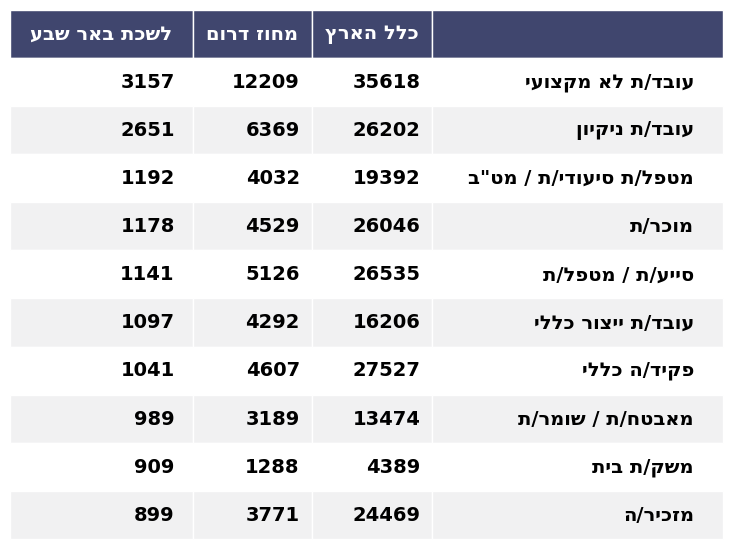 כלל הארץ מחוז דרום לשכת באר שבע
עובד/ת לא מקצועי 35618 12209 3157
עובד/ת ניקיון 26202 6369 2651
מטפל/ת סיעודי/ת / מט"ב 19392 4032 1192
מוכר/ת 26046 4529 1178
סייע/ת / מטפל/ת 26535 5126 1141
עובד/ת ייצור כללי 16206 4292 1097
פקיד/ה כללי 27527 4607 1041
מאבטח/ת / שומר/ת 13474 3189 989
משק/ת בית 4389 1288 909
מזכיר/ה 24469 3771 899